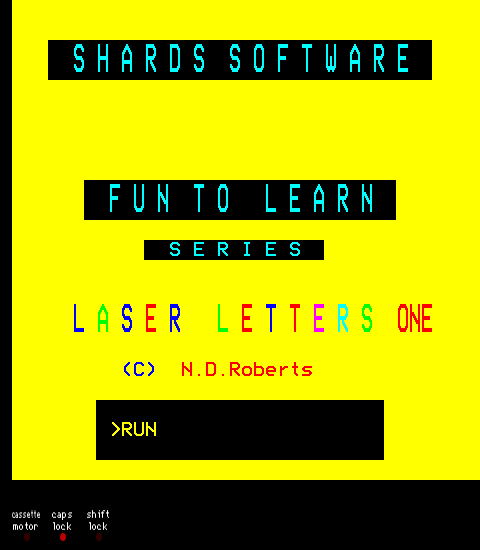 SHARDS SOFTWARE
FUN TO LEARN
SERIES
LASER LETTERS ONE
(C) N.D.Roberts
>RUN
cassette motor caps lock shift lock